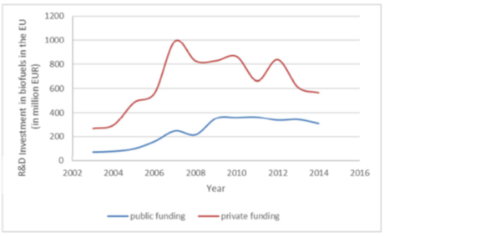 R&D Investment in biofuels in the EU
(in million EUR)
1200
1000
800
600
400
200
0
2002 2004 2006 2008 2010 2012 2014 2016
Year
public funding private funding